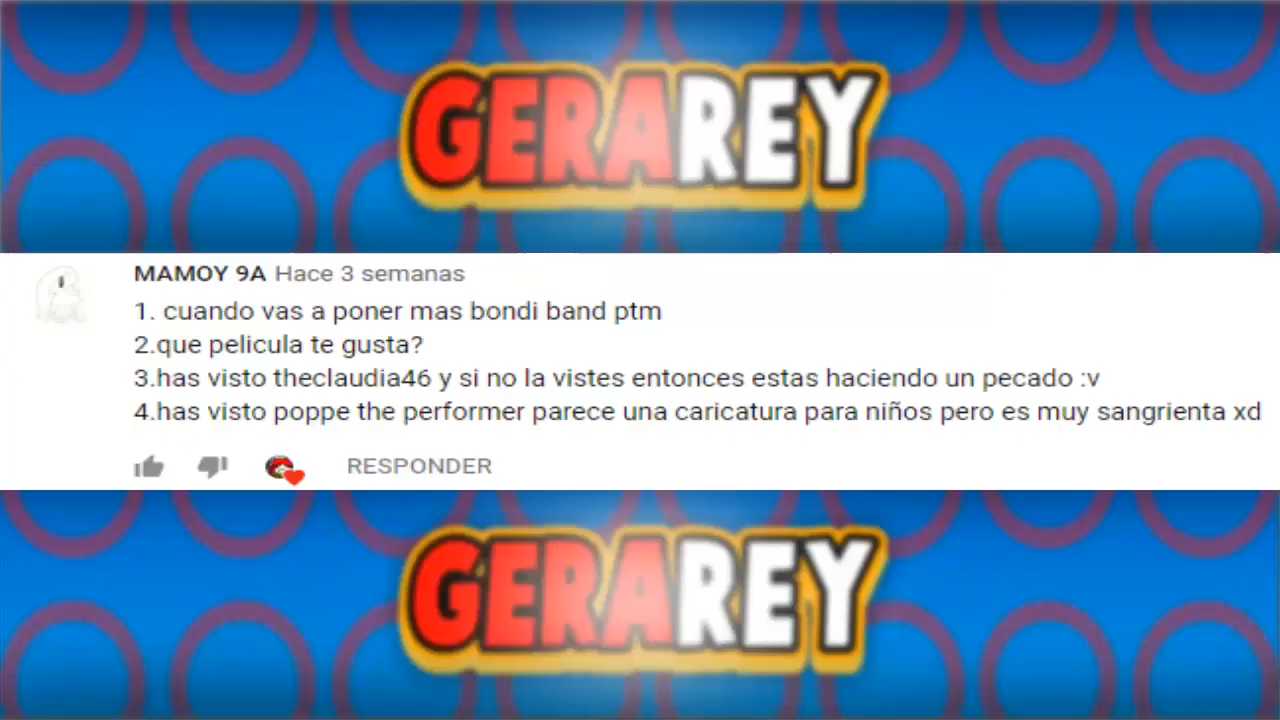 GERAREY
MAMOY 9A Hace 3 semanas
1. cuando vas a poner mas bondi band ptm
2.que pelicula te gusta?
3.has visto theclaudia46 y si no la vistes entonces estas haciendo un pecado :v
4.has visto poppe the performer parece una caricatura para niños pero es muy sangrienta xd
RESPONDER
GERAREY